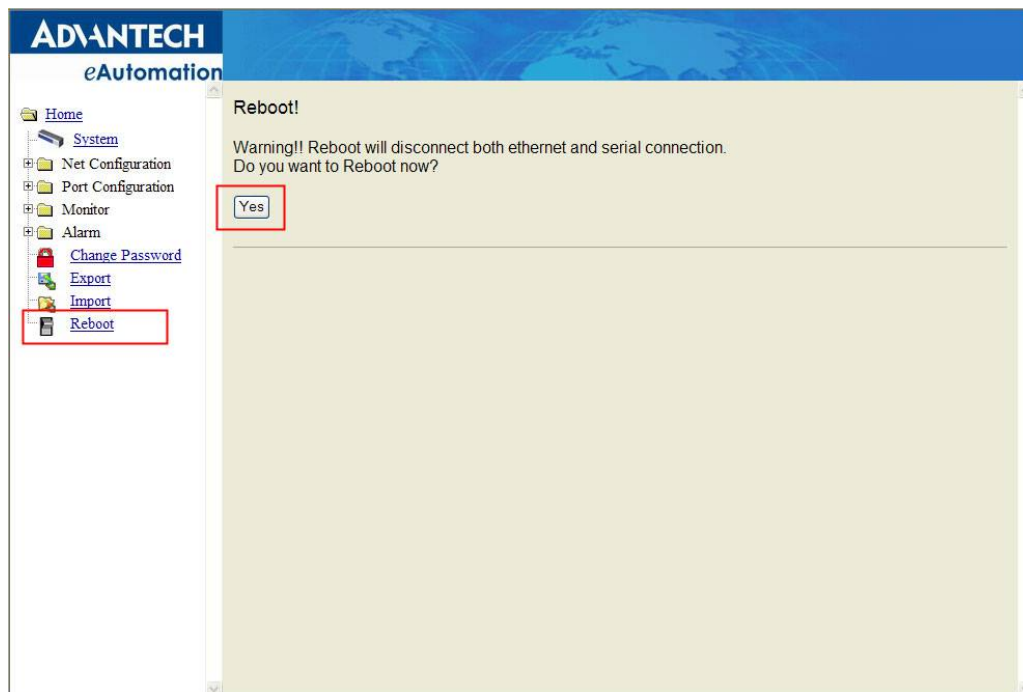 ADVANTECH
eAutomation
Home
System
Net Configuration
Port Configuration
Monitor
Alarm
Change Password
Export
Import
Reboot
Reboot!
Warning!! Reboot will disconnect both ethernet and serial connection.
Do you want to Reboot now?
Yes